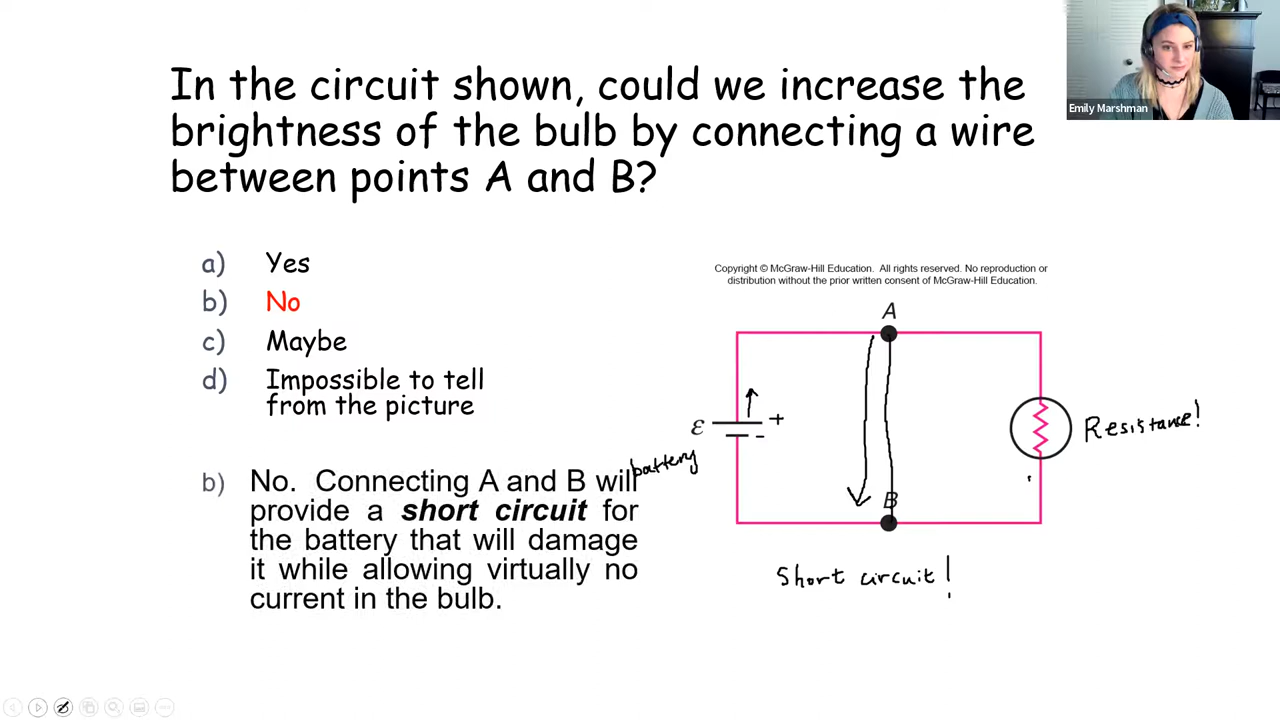 In the circuit shown, could we increase the
brightness of the bulb by connecting a wire
between points A and B?
Emily Marshman
a) Yes
b) No
c) Maybe
d) Impossible to tell
from the picture
b) No. Connecting A and B will
provide a short circuit for
the battery that will damage
it while allowing virtually no
current in the bulb.
Copyright © McGraw-Hill Education. All rights reserved. No reproduction or
distribution without the prior written consent of McGraw-Hill Education.
A
ε
+
-
battery
B
Resistance!
Short circuit!